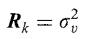 R_k = σ_v^2